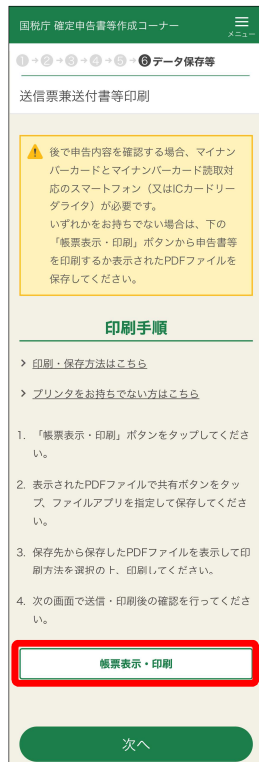 国税庁 確定申告書等作成コーナー
メニュー
1→2→3→4→5→6データ保存等
送信票兼送付書等印刷
後で申告内容を確認する場合、マイナン
バーカードとマイナンバーカード読取対
応のスマートフォン（又はICカードリー
ダライタ）が必要です。
いずれかをお持ちでない場合は、下の
「帳票表示・印刷」ボタンから申告書等
を印刷するか表示されたPDFファイルを
保存してください。
印刷手順
印刷・保存方法はこちら
プリンタをお持ちでない方はこちら
1. 「帳票表示・印刷」ボタンをタップしてくださ
い。
2. 表示されたPDFファイルで共有ボタンをタッ
プ、ファイルアプリを指定して保存してくださ
い。
3. 保存先から保存したPDFファイルを表示して印
刷方法を選択の上、印刷してください。
4. 次の画面で送信・印刷後の確認を行ってくださ
い。
帳票表示・印刷
次へ